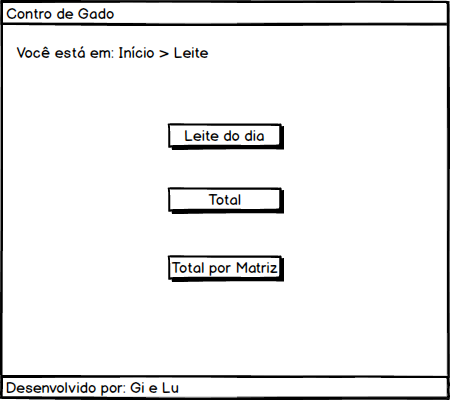 Contro de Gado
Você está em: Início > Leite
Leite do dia
Total
Total por Matriz
Desenvolvido por: Gi e Lu